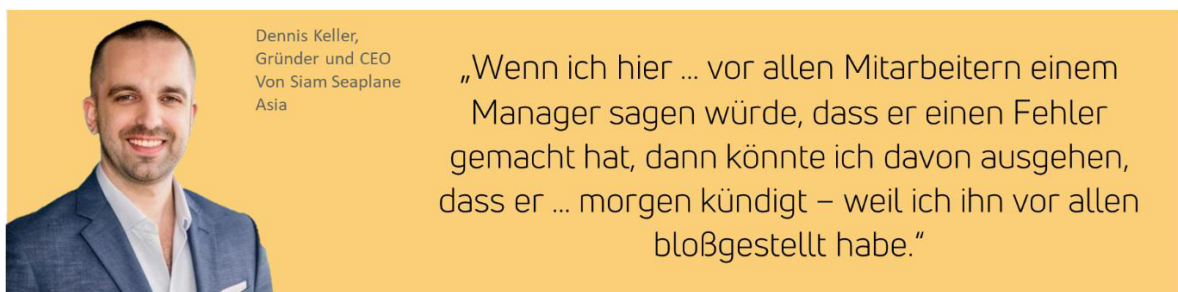 Dennis Keller,
Gründer und CEO
Von Siam Seaplane
Asia
„Wenn ich hier ... vor allen Mitarbeitern einem
Manager sagen würde, dass er einen Fehler
gemacht hat, dann könnte ich davon ausgehen,
dass er ... morgen kündigt – weil ich ihn vor allen
bloßgestellt habe.“